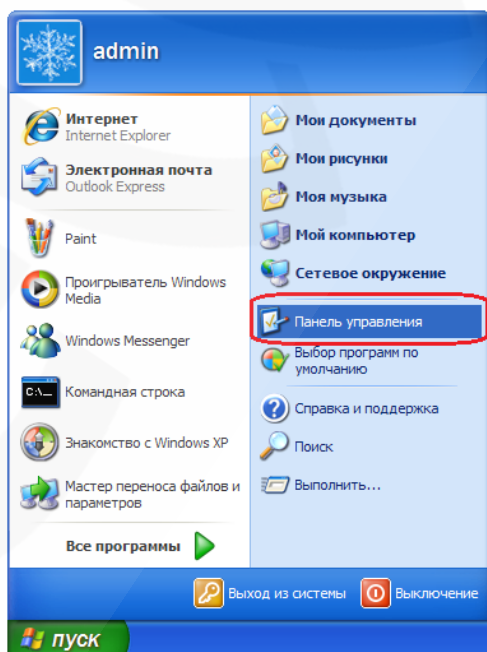 admin
Интернет
Internet Explorer
Электронная почта
Outlook Express
Paint
Проигрыватель Windows
Media
Windows Messenger
C:\_
Командная строка
Знакомство с Windows XP
Мастер переноса файлов и
параметров
Все программы
Мои документы
Мои рисунки
Моя музыка
Мой компьютер
Сетевое окружение
Панель управления
Выбор программ по
умолчанию
Справка и поддержка
Поиск
Выполнить...
Выход из системы
Выключение
пуск